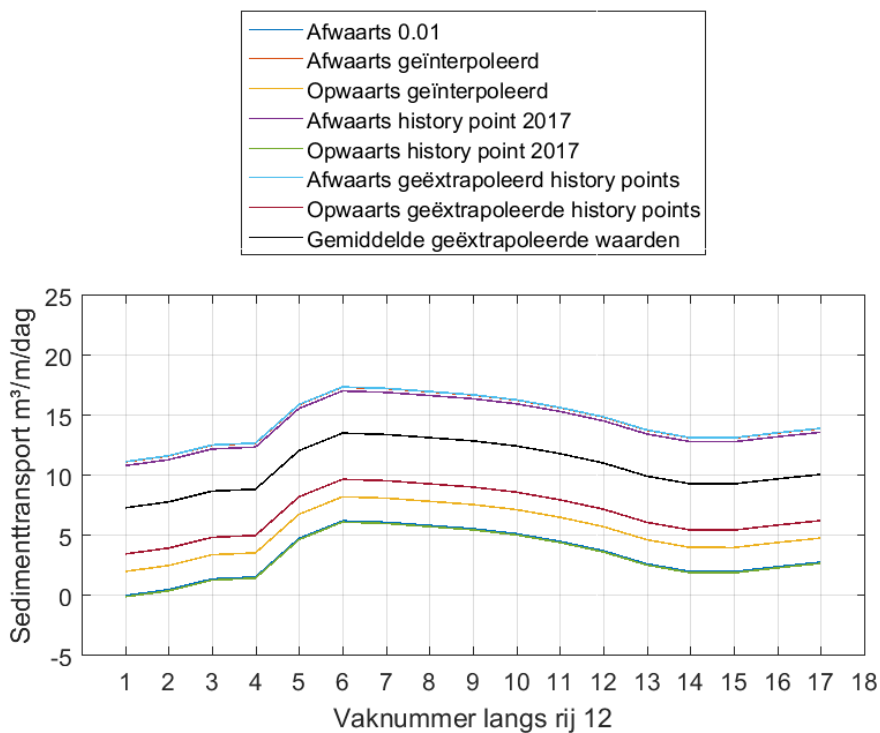 Afwaarts 0.01
Afwaarts geïnterpoleerd
Opwaarts geïnterpoleerd
Afwaarts history point 2017
Opwaarts history point 2017
Afwaarts geëxtrapoleerd history points
Opwaarts geëxtrapoleerde history points
Gemiddelde geëxtrapoleerde waarden
Sedimenttransport m³/m/dag
25
20
15
10
5
0
-5
1 2 3 4 5 6 7 8 9 10 11 12 13 14 15 16 17 18
Vaknummer langs rij 12